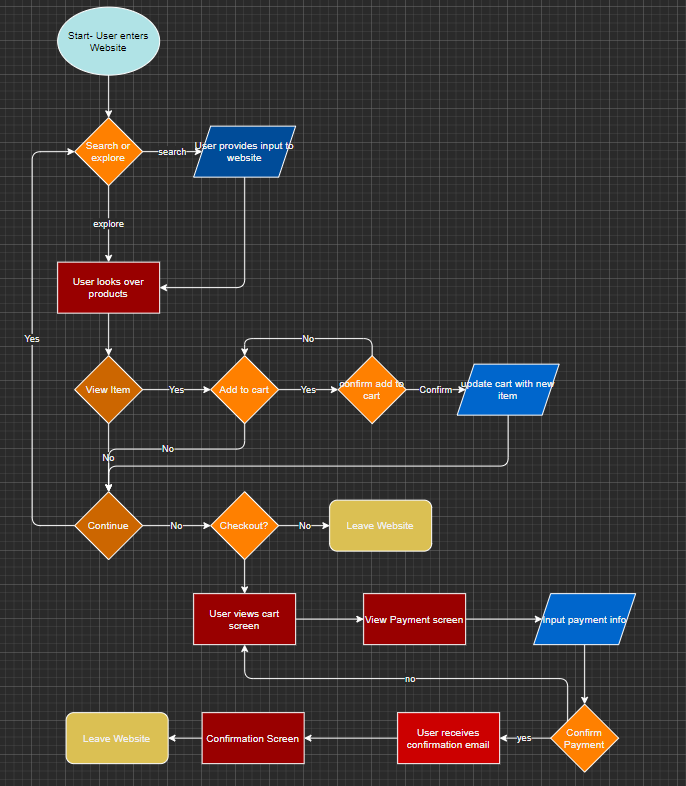 Start- User enters
Website
Search or
explore
search
User provides input to
website
explore
User looks over
products
Yes
No
View Item
Yes
Add to cart
Yes
confirm add to
cart
Confirm
update cart with new
item
No
No
Continue
No
Checkout?
No
Leave Website
User views cart
screen
View Payment screen
Input payment info
no
Leave Website
Confirmation Screen
User receives
confirmation email
yes
Confirm
Payment